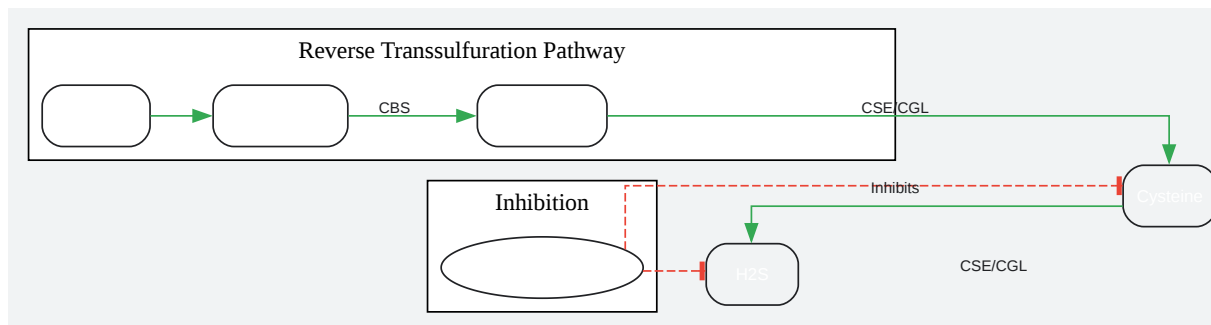 Reverse Transsulfuration Pathway
CBS
CSE/CGL
Inhibits
Cysteine
Inhibition
CSE/CGL
H2S